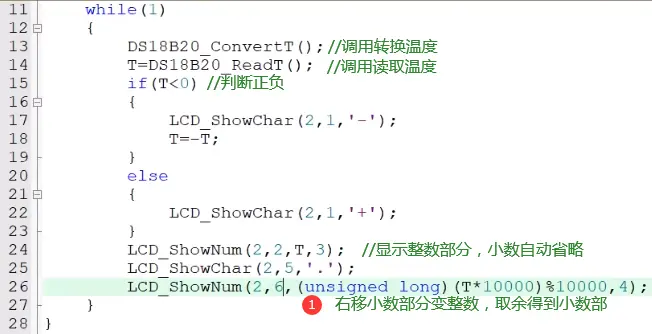 11 while(1)
12 {
13 DS18B20_ConvertT(); //调用转换温度
14 T=DS18B20_ReadT(); //调用读取温度
15 if(T<0) //判断正负
16 {
17 LCD_ShowChar(2,1,'-');
18 T=-T;
19 }
20 else
21 {
22 LCD_ShowChar(2,1,'+');
23 }
24 LCD_ShowNum(2,2,T,3); //显示整数部分，小数自动省略
25 LCD_ShowChar(2,5,'.');
26 LCD_ShowNum(2,6,(unsigned long)(T*10000)%10000,4);
27 } 1 右移小数部分变整数，取余得到小数部
28 }